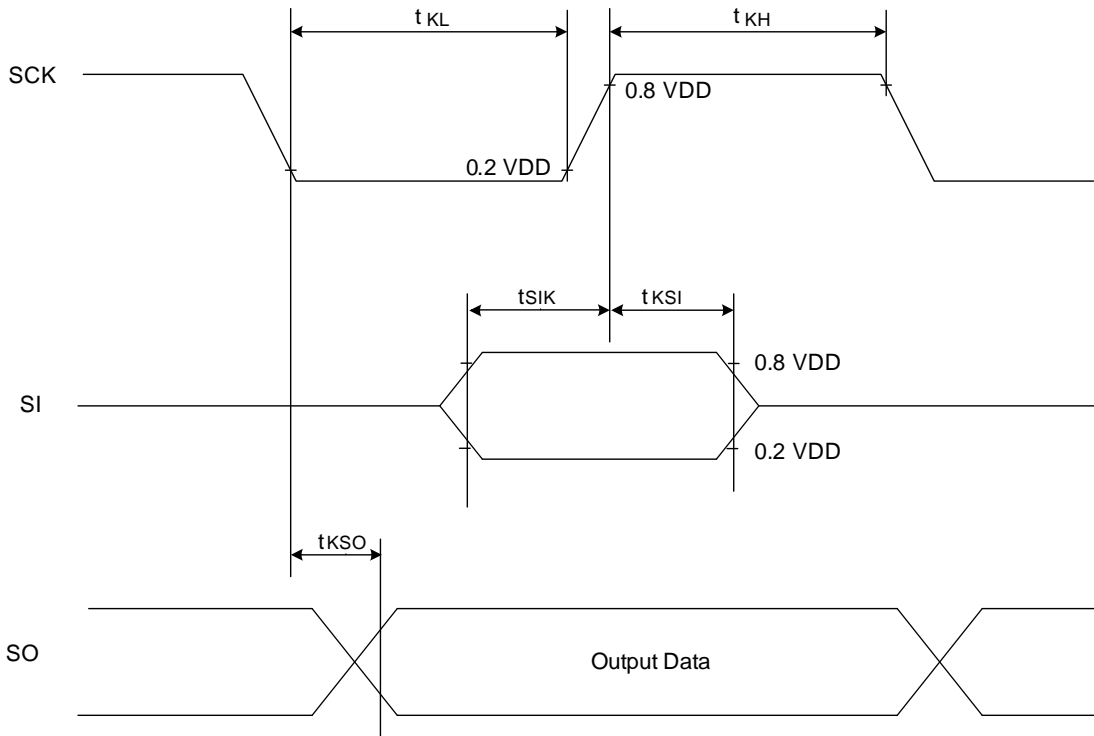 t KL
t KH
SCK
0.8 VDD
0.2 VDD
tSIK
t KSI
0.8 VDD
SI
0.2 VDD
tKSO
SO
Output Data